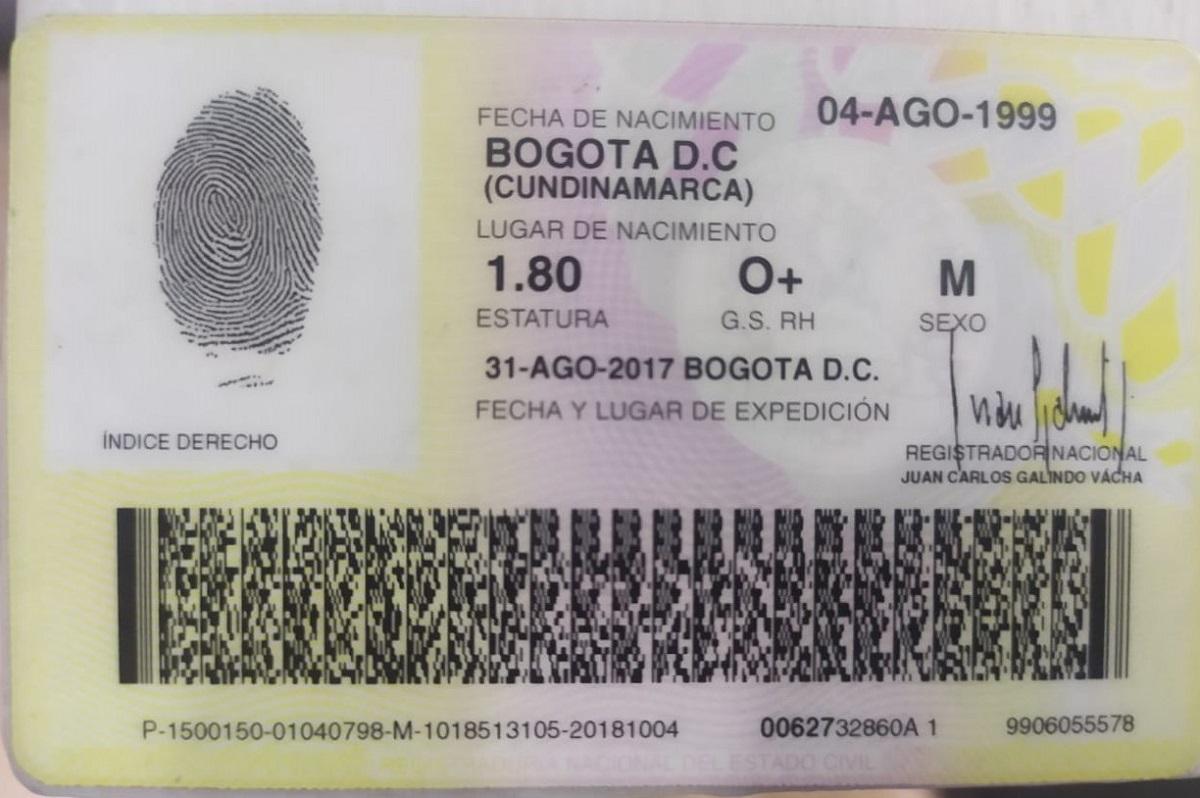 04-AGO-1999
FECHA DE NACIMIENTO
BOGOTA D.C
(CUNDINAMARCA)
LUGAR DE NACIMIENTO
1.80 O+ M
ESTATURA G.S. RH SEXO
31-AGO-2017 BOGOTA D.C.
FECHA Y LUGAR DE EXPEDICIÓN
ÍNDICE DERECHO
REGISTRADOR NACIONAL
JUAN CARLOS GALINDO VÁCHA
P-1500150-01040798-M-1018513105-20181004 0062732860A 1 9906055578
REGISTRADURIA NACIONAL DEL ESTADO CIVIL